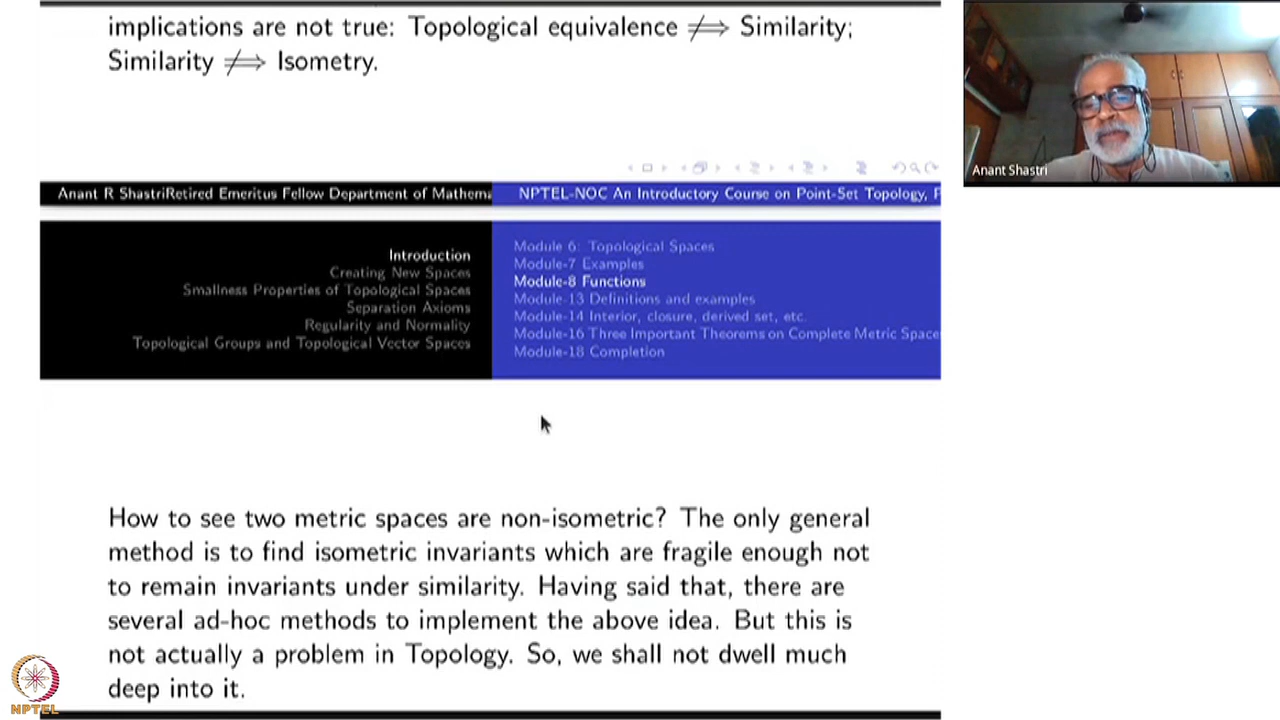 implications are not true: Topological equivalence ⇏ Similarity;
Similarity ⇏ Isometry.
Anant Shastri
Anant R ShastriRetired Emeritus Fellow Department of Mathema
NPTEL-NOC An Introductory Course on Point-Set Topology, P
Introduction
Creating New Spaces
Smallness Properties of Topological Spaces
Separation Axioms
Regularity and Normality
Topological Groups and Topological Vector Spaces
Module 6: Topological Spaces
Module-7 Examples
Module-8 Functions
Module-13 Definitions and examples
Module-14 Interior, closure, derived set, etc.
Module-16 Three Important Theorems on Complete Metric Space
Module-18 Completion
How to see two metric spaces are non-isometric? The only general
method is to find isometric invariants which are fragile enough not
to remain invariants under similarity. Having said that, there are
several ad-hoc methods to implement the above idea. But this is
not actually a problem in Topology. So, we shall not dwell much
deep into it.
NPTEL